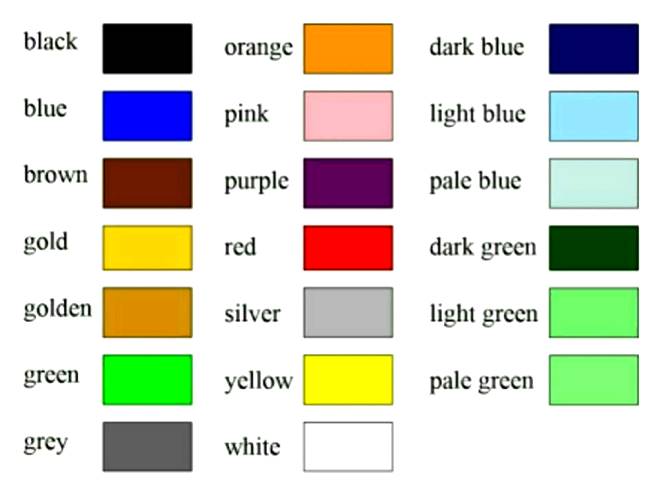 black
orange
dark blue
blue
pink
light blue
brown
purple
pale blue
gold
red
dark green
golden
silver
light green
green
yellow
pale green
grey
white